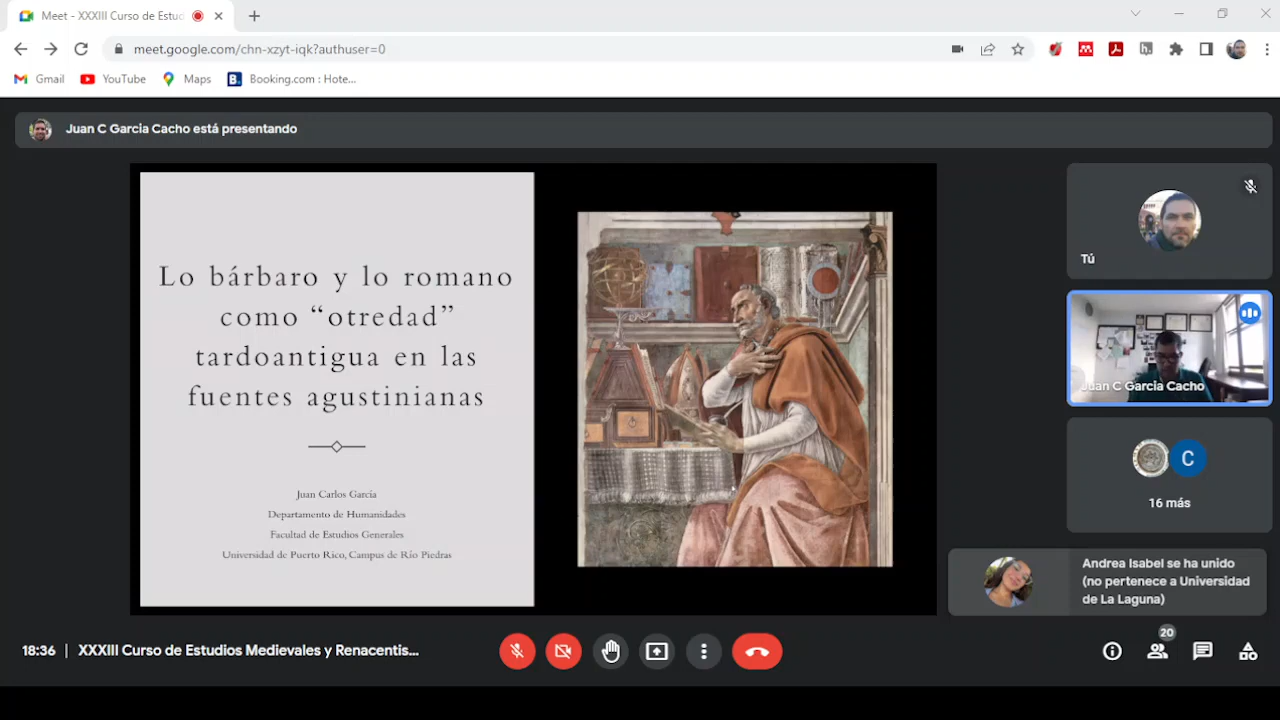 Meet - XXXIII Curso de Estud
meet.google.com/chn-xzyt-iqk?authuser=0
Gmail
YouTube
Maps
B.
Booking.com : Hote...
Juan C Garcia Cacho está presentando
Lo bárbaro y lo romano
como “otredad”
tardoantigua en las
fuentes agustinianas
Juan Carlos García
Departamento de Humanidades
Facultad de Estudios Generales
Universidad de Puerto Rico, Campus de Río Piedras
Tú
Juan C Garcia Cacho
C
16 más
Andrea Isabel se ha unido
(no pertenece a Universidad
de La Laguna)
18:36 | XXXIII Curso de Estudios Medievales y Renacentis...
20